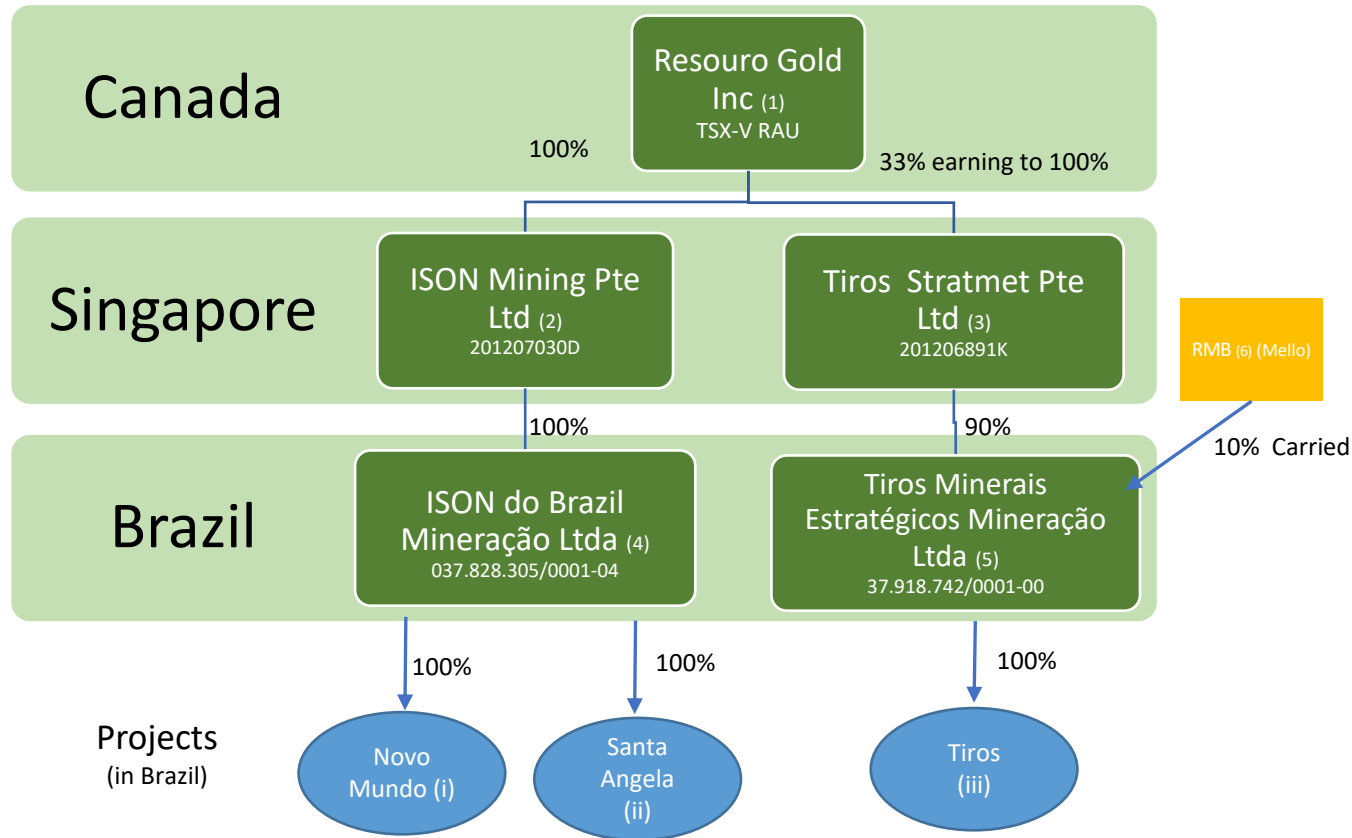 Canada
Resouro Gold
Inc (1)
TSX-V RAU
100%
33% earning to 100%
Singapore
ISON Mining Pte
Ltd (2)
201207030D
Tiros Stratmet Pte
Ltd (3)
201206891K
RMB (6) (Mello)
100%
90%
10% Carried
Brazil
ISON do Brazil
Mineração Ltda (4)
037.828.305/0001-04
Tiros Minerais
Estratégicos Mineração
Ltda (5)
37.918.742/0001-00
100%
100%
100%
Projects
(in Brazil)
Novo
Mundo (i)
Santa
Angela
(ii)
Tiros
(iii)